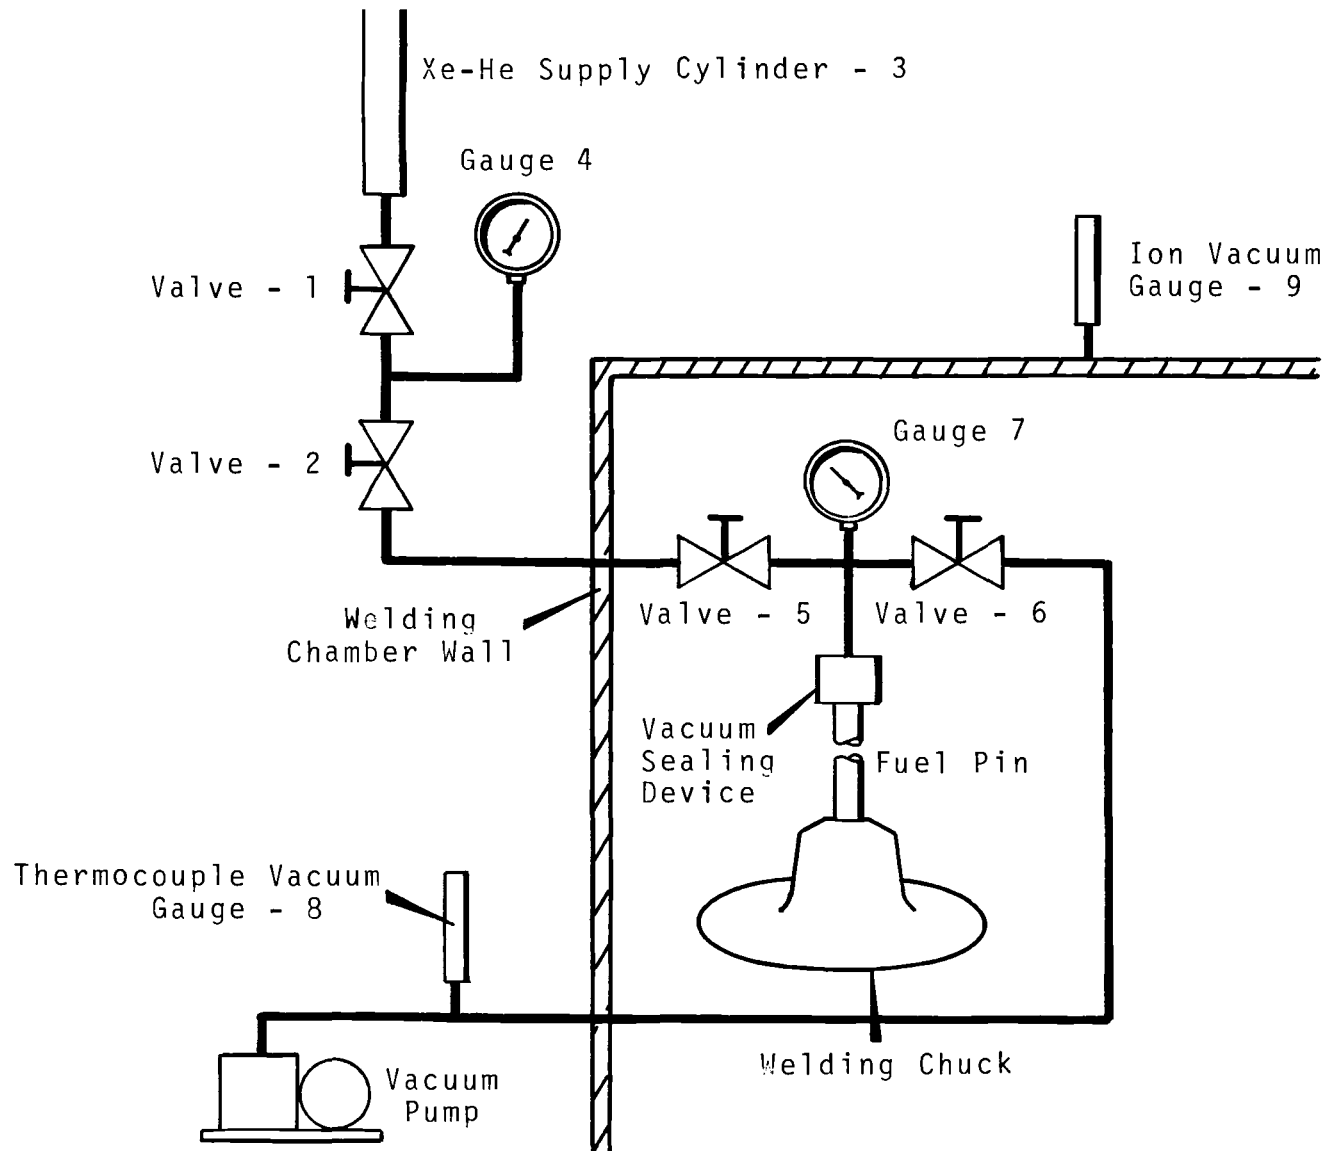 Xe-He Supply Cylinder - 3
Gauge 4
Valve - 1
Ion Vacuum
Gauge - 9
Gauge 7
Valve - 2
Valve - 5
Valve - 6
Welding
Chamber Wall
Vacuum
Sealing
Device
Fuel Pin
Thermocouple Vacuum
Gauge - 8
Welding Chuck
Vacuum
Pump